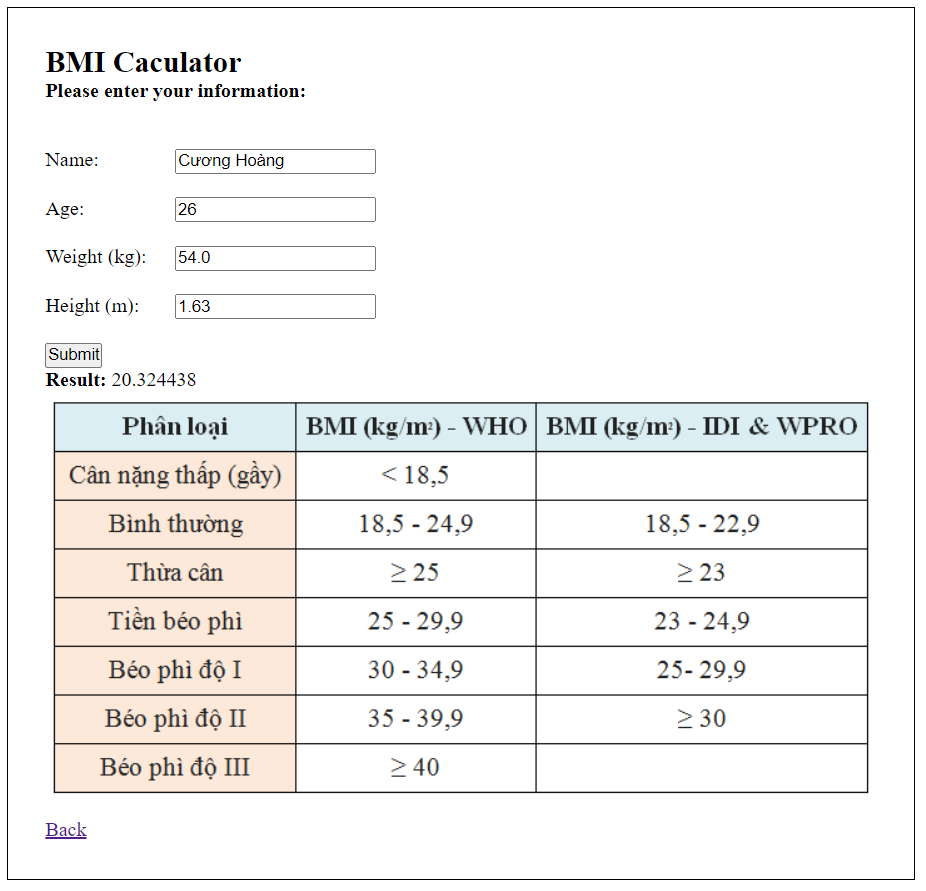 BMI Caculator
Please enter your information:
Name: Cương Hoàng
Age: 26
Weight (kg): 54.0
Height (m): 1.63
Submit
Result: 20.324438
Phân loại BMI (kg/m²) - WHO BMI (kg/m²) - IDI & WPRO
Cân nặng thấp (gầy) < 18,5
Bình thường 18,5 - 24,9 18,5 - 22,9
Thừa cân ≥ 25 ≥ 23
Tiền béo phì 25 - 29,9 23 - 24,9
Béo phì độ I 30 - 34,9 25- 29,9
Béo phì độ II 35 - 39,9 ≥ 30
Béo phì độ III ≥ 40
Back